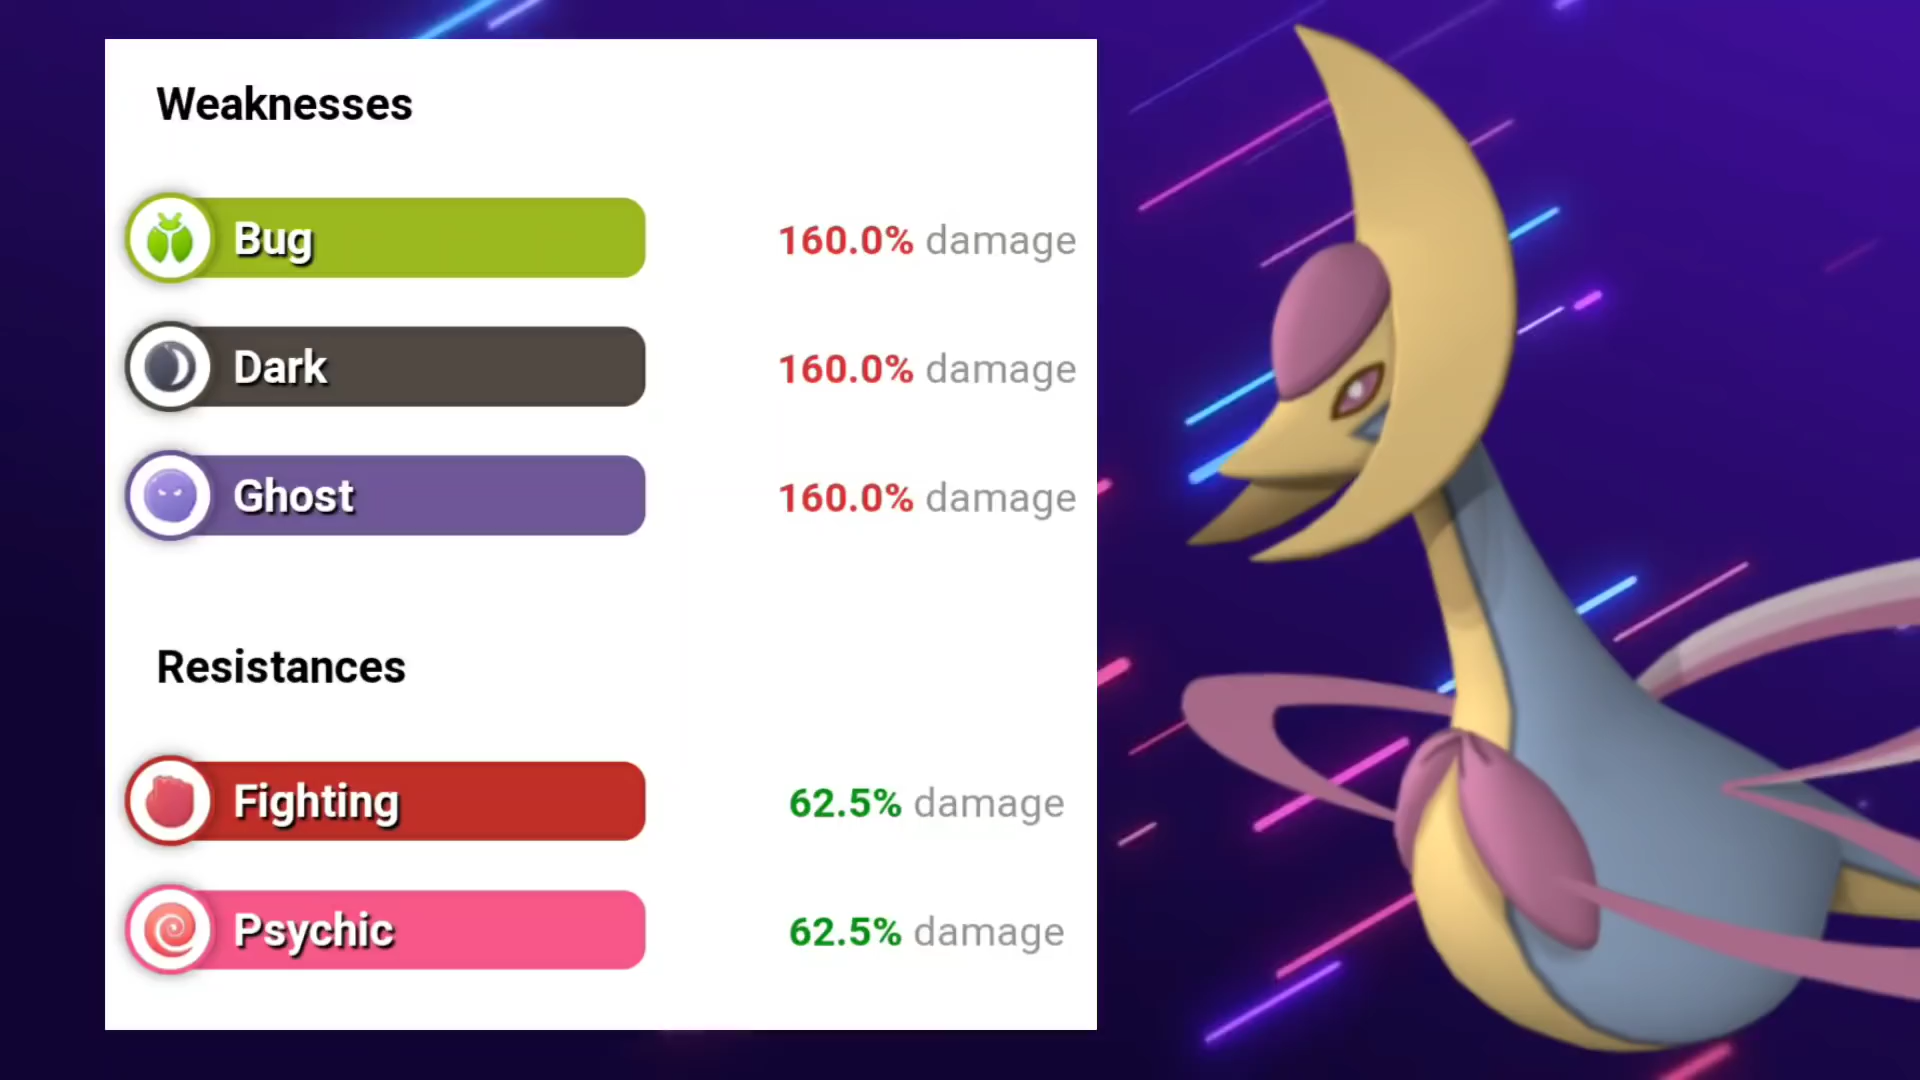 Weaknesses
Bug 160.0% damage
Dark 160.0% damage
Ghost 160.0% damage
Resistances
Fighting 62.5% damage
Psychic 62.5% damage